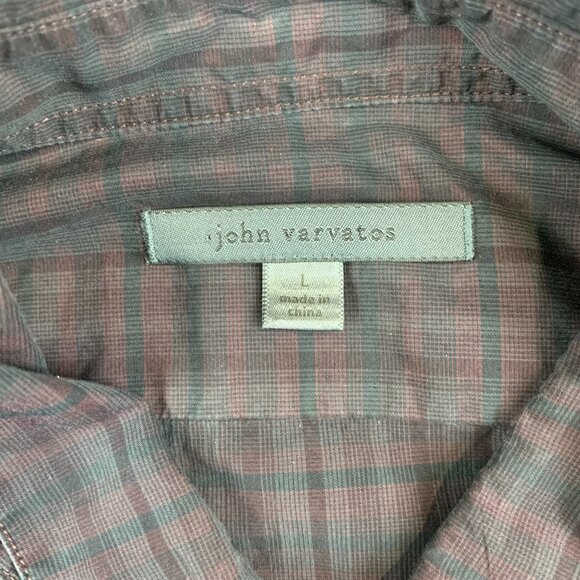 john varvatos
L
made in
china